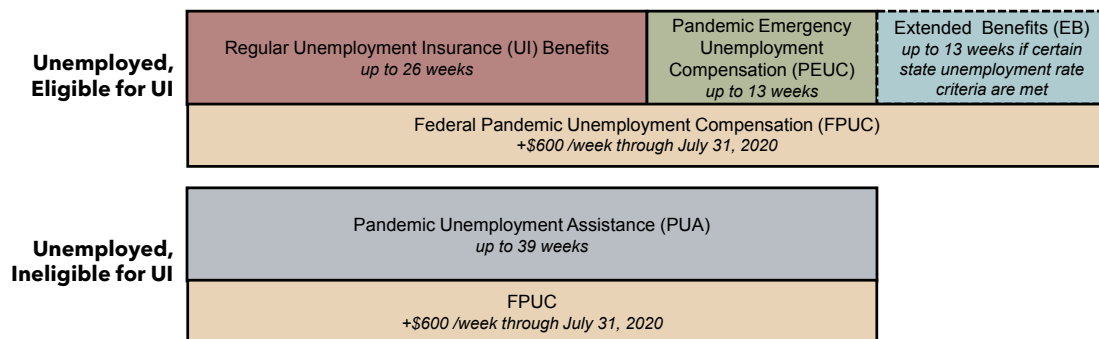 Unemployed,
Eligible for UI
Regular Unemployment Insurance (UI) Benefits
up to 26 weeks
Pandemic Emergency
Unemployment
Compensation (PEUC)
up to 13 weeks
Extended Benefits (EB)
up to 13 weeks if certain
state unemployment rate
criteria are met
Federal Pandemic Unemployment Compensation (FPUC)
+$600 /week through July 31, 2020
Unemployed,
Ineligible for UI
Pandemic Unemployment Assistance (PUA)
up to 39 weeks
FPUC
+$600 /week through July 31, 2020